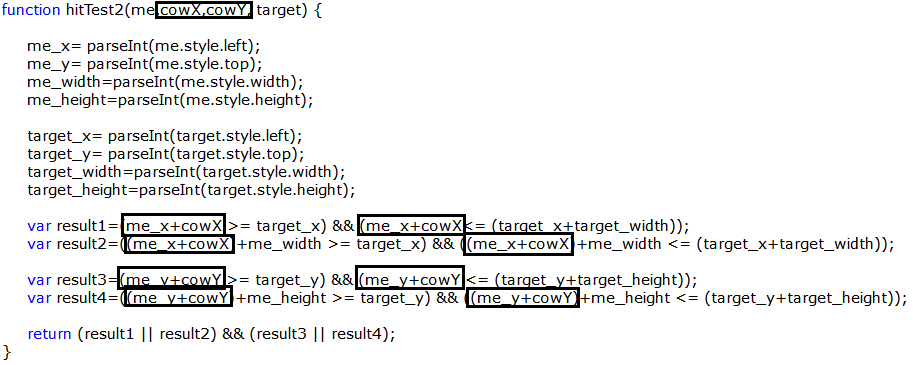 function hitTest2(me,cowX,cowY, target) {
me_x= parseInt(me.style.left);
me_y= parseInt(me.style.top);
me_width=parseInt(me.style.width);
me_height=parseInt(me.style.height);
target_x= parseInt(target.style.left);
target_y= parseInt(target.style.top);
target_width=parseInt(target.style.width);
target_height=parseInt(target.style.height);
var result1=(me_x+cowX >= target_x) && (me_x+cowX<= (target_x+target_width));
var result2=((me_x+cowX)+me_width >= target_x) && ((me_x+cowX)+me_width <= (target_x+target_width));
var result3=(me_y+cowY >= target_y) && (me_y+cowY <= (target_y+target_height));
var result4=((me_y+cowY)+me_height >= target_y) && ((me_y+cowY)+me_height <= (target_y+target_height));
return (result1 || result2) && (result3 || result4);
}